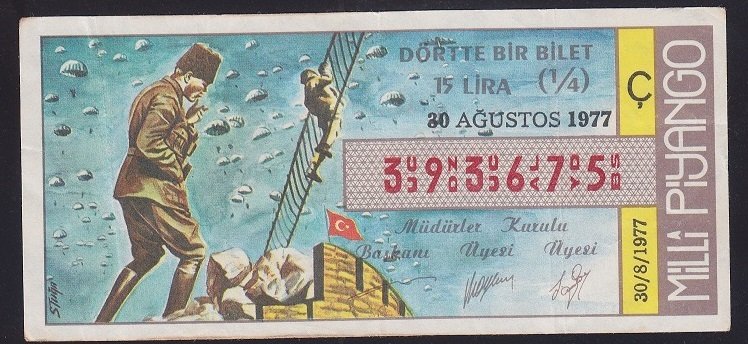 DÖRTTE BİR BİLET
15 LİRA (1/4)
30 AĞUSTOS 1977
3 9 3 6 7 5
Müdürler Kurulu
Başkanı Üyesi Üyesi
Ç
30/8/1977
MİLLÎ PİYANGO